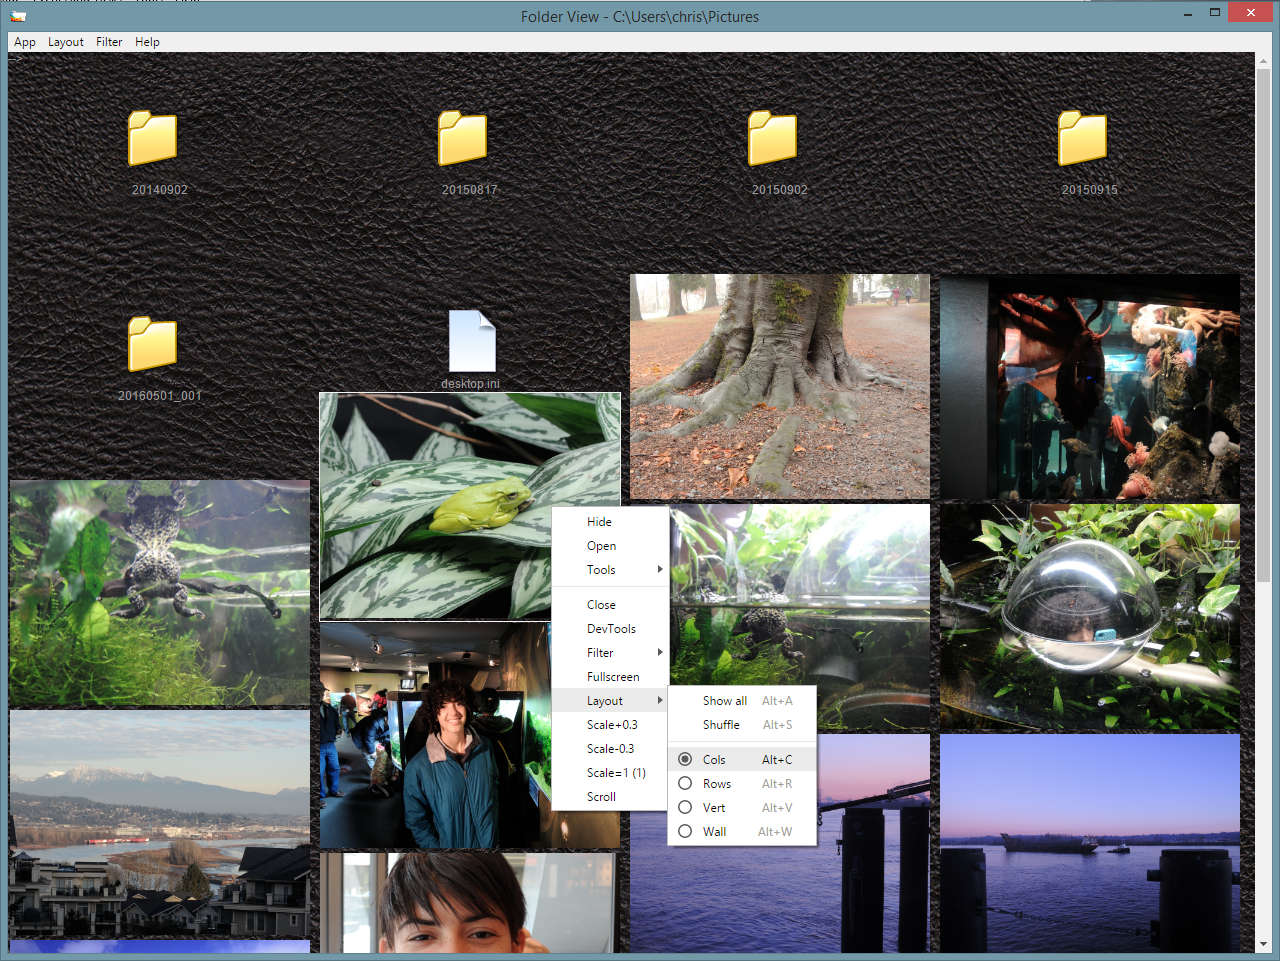 Folder View - C:\Users\chris\Pictures
App Layout Filter Help
-->
20140902 20150817 20150902 20150915
20160501_001
desktop.ini
Hide
Open
Tools
Close
DevTools
Filter
Fullscreen
Layout
Scale+0.3
Scale-0.3
Scale=1 (1)
Scroll
Show all Alt+A
Shuffle Alt+S
Cols Alt+C
Rows Alt+R
Vert Alt+V
Wall Alt+W